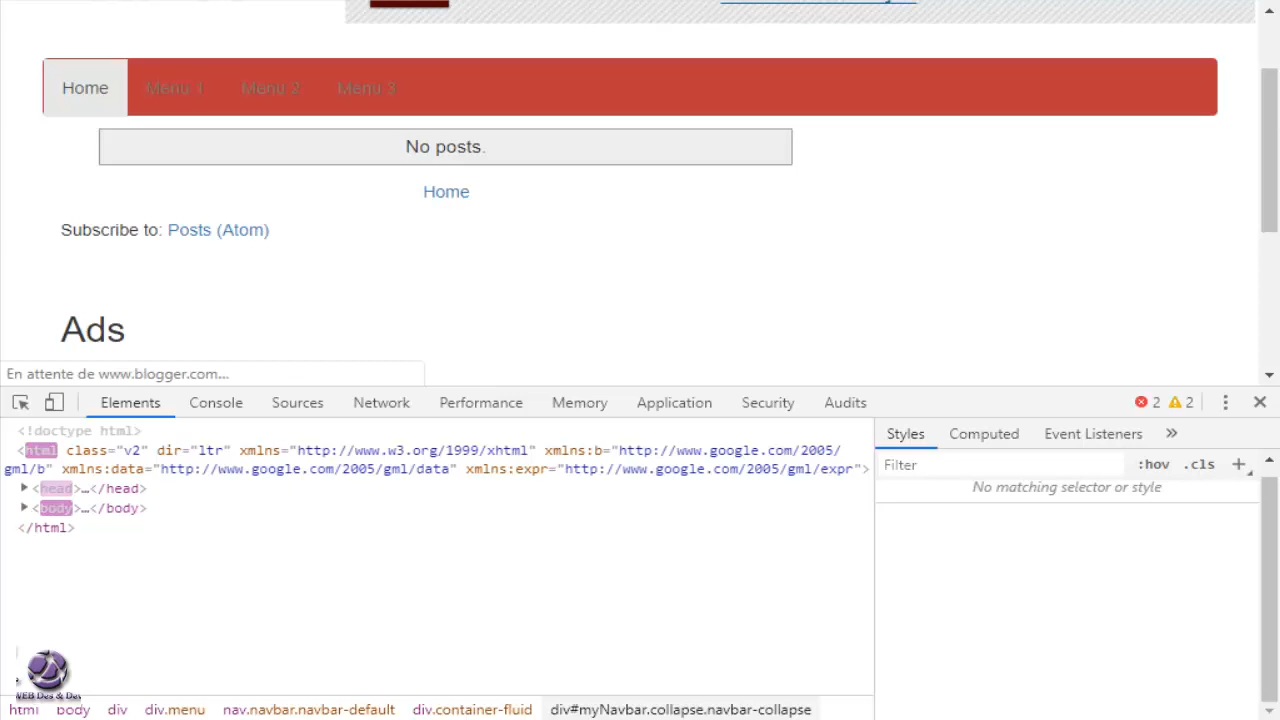 Home Menu 1 Menu 2 Menu 3
No posts.
Home
Subscribe to: Posts (Atom)
Ads
En attente de www.blogger.com...
Elements Console Sources Network Performance Memory Application Security Audits 2 2
<!doctype html>
<html class="v2" dir="ltr" xmlns="http://www.w3.org/1999/xhtml" xmlns:b="http://www.google.com/2005/
gml/b" xmlns:data="http://www.google.com/2005/gml/data" xmlns:expr="http://www.google.com/2005/gml/expr">
<head>…</head>
<body>…</body>
</html>
Styles Computed Event Listeners »
Filter :hov .cls +
No matching selector or style
WEB Des & Dev
html body div div.menu nav.navbar.navbar-default div.container-fluid div#myNavbar.collapse.navbar-collapse